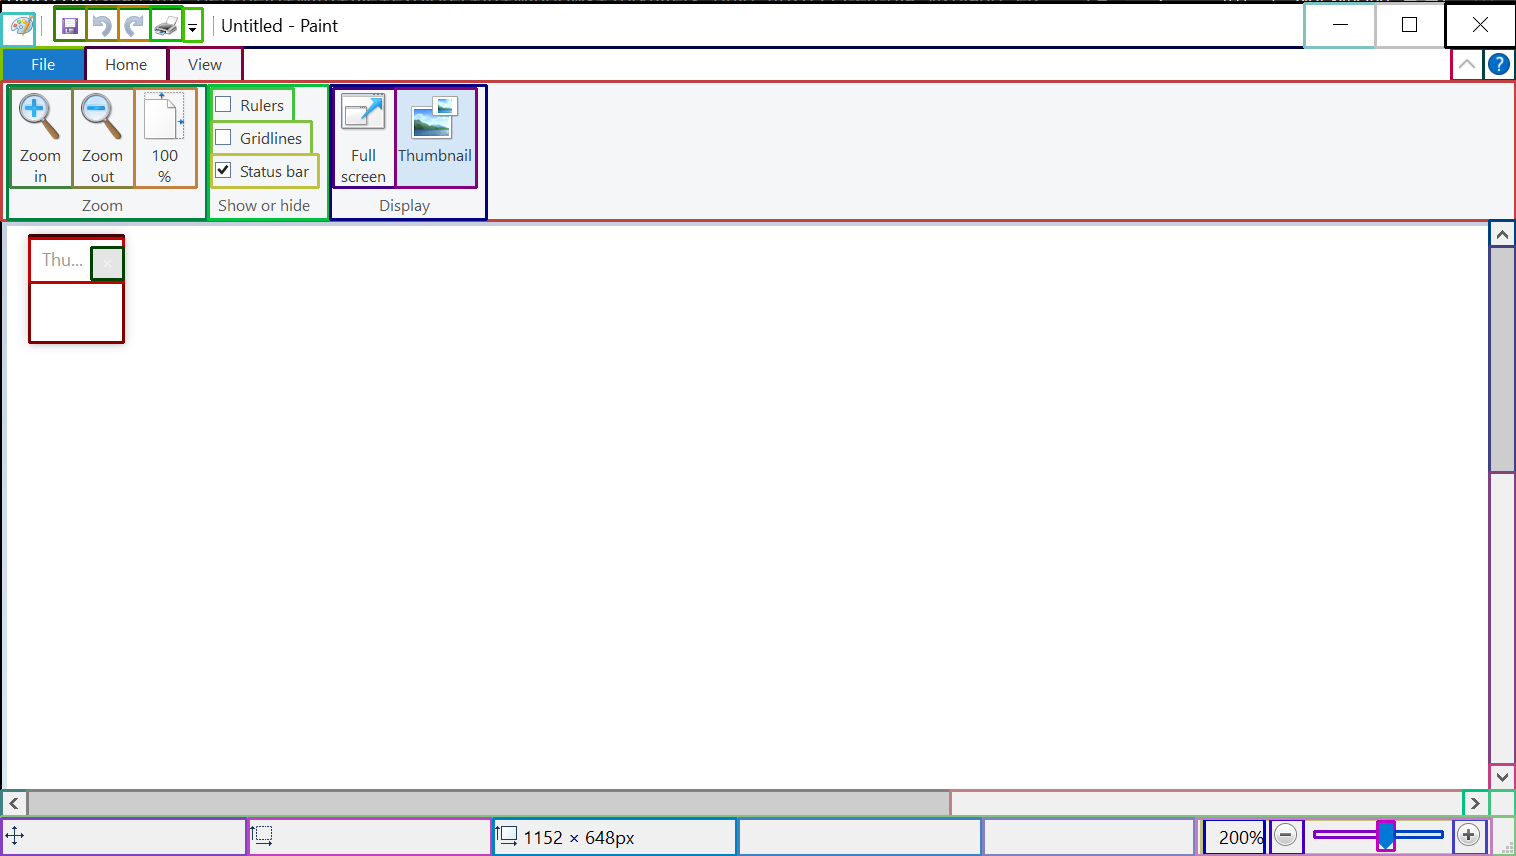 Untitled - Paint
File Home View
Rulers
Gridlines
Status bar
Zoom in
Zoom out
100 %
Full screen
Thumbnail
Zoom
Show or hide
Display
Thu...
1152 × 648px
200%